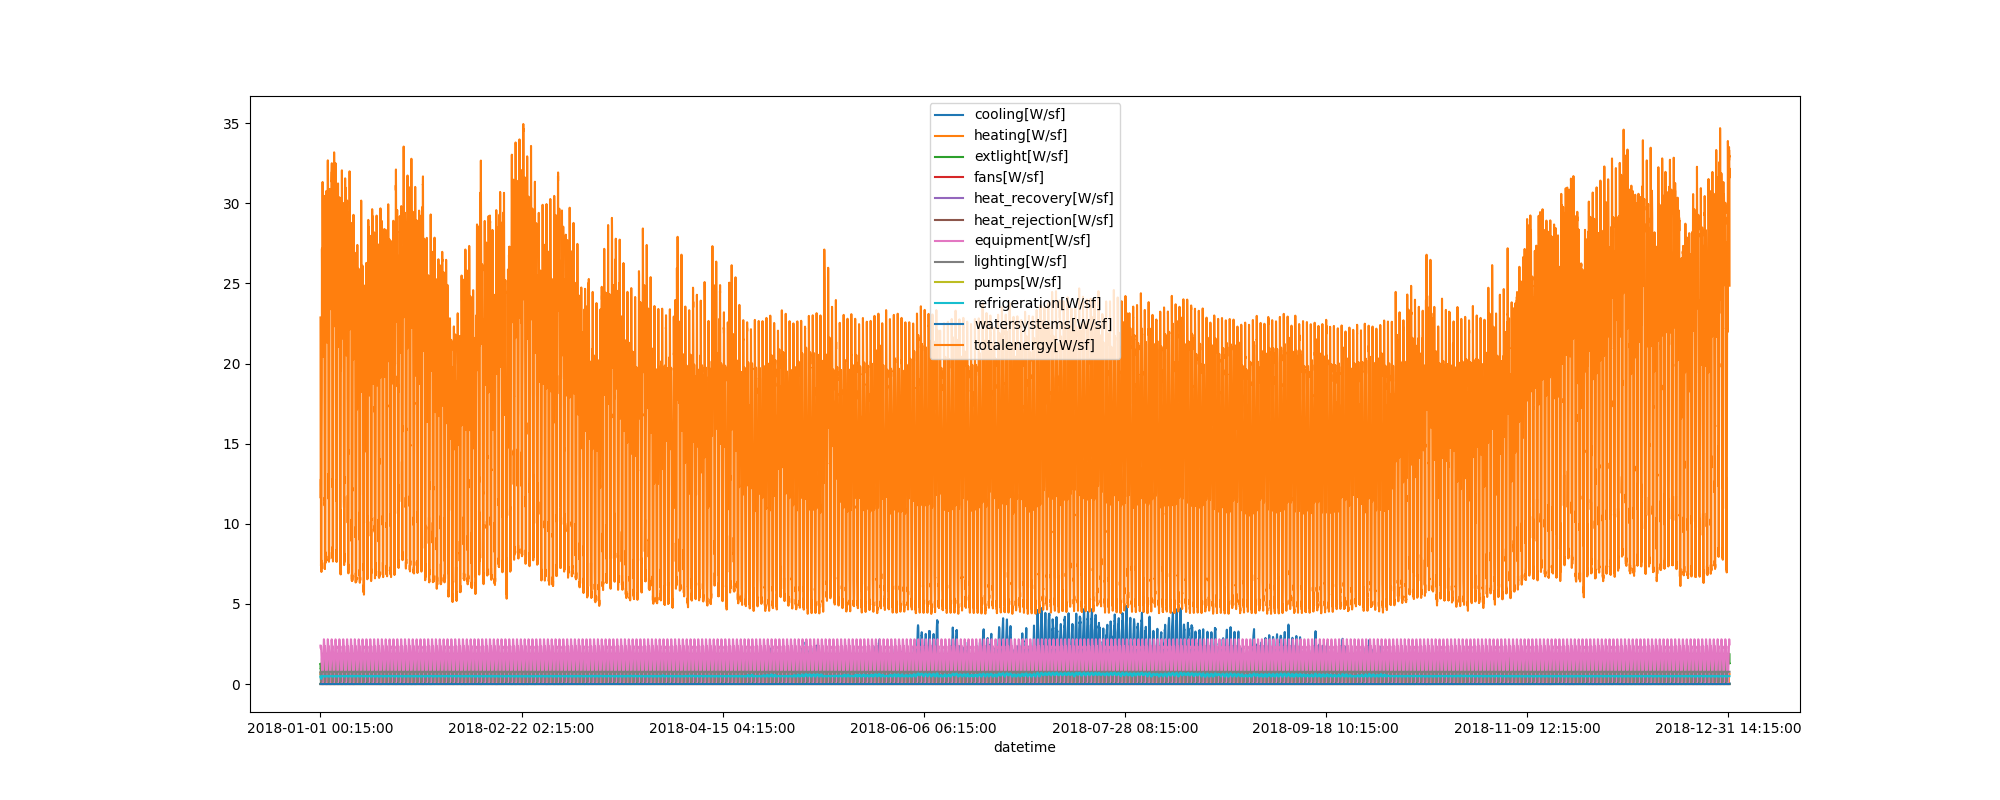 cooling[W/sf]
heating[W/sf]
extlight[W/sf]
fans[W/sf]
heat_recovery[W/sf]
heat_rejection[W/sf]
equipment[W/sf]
lighting[W/sf]
pumps[W/sf]
refrigeration[W/sf]
watersystems[W/sf]
totalenergy[W/sf]
35
30
25
20
15
10
5
0
2018-01-01 00:15:00 2018-02-22 02:15:00 2018-04-15 04:15:00 2018-06-06 06:15:00 2018-07-28 08:15:00 2018-09-18 10:15:00 2018-11-09 12:15:00 2018-12-31 14:15:00
datetime